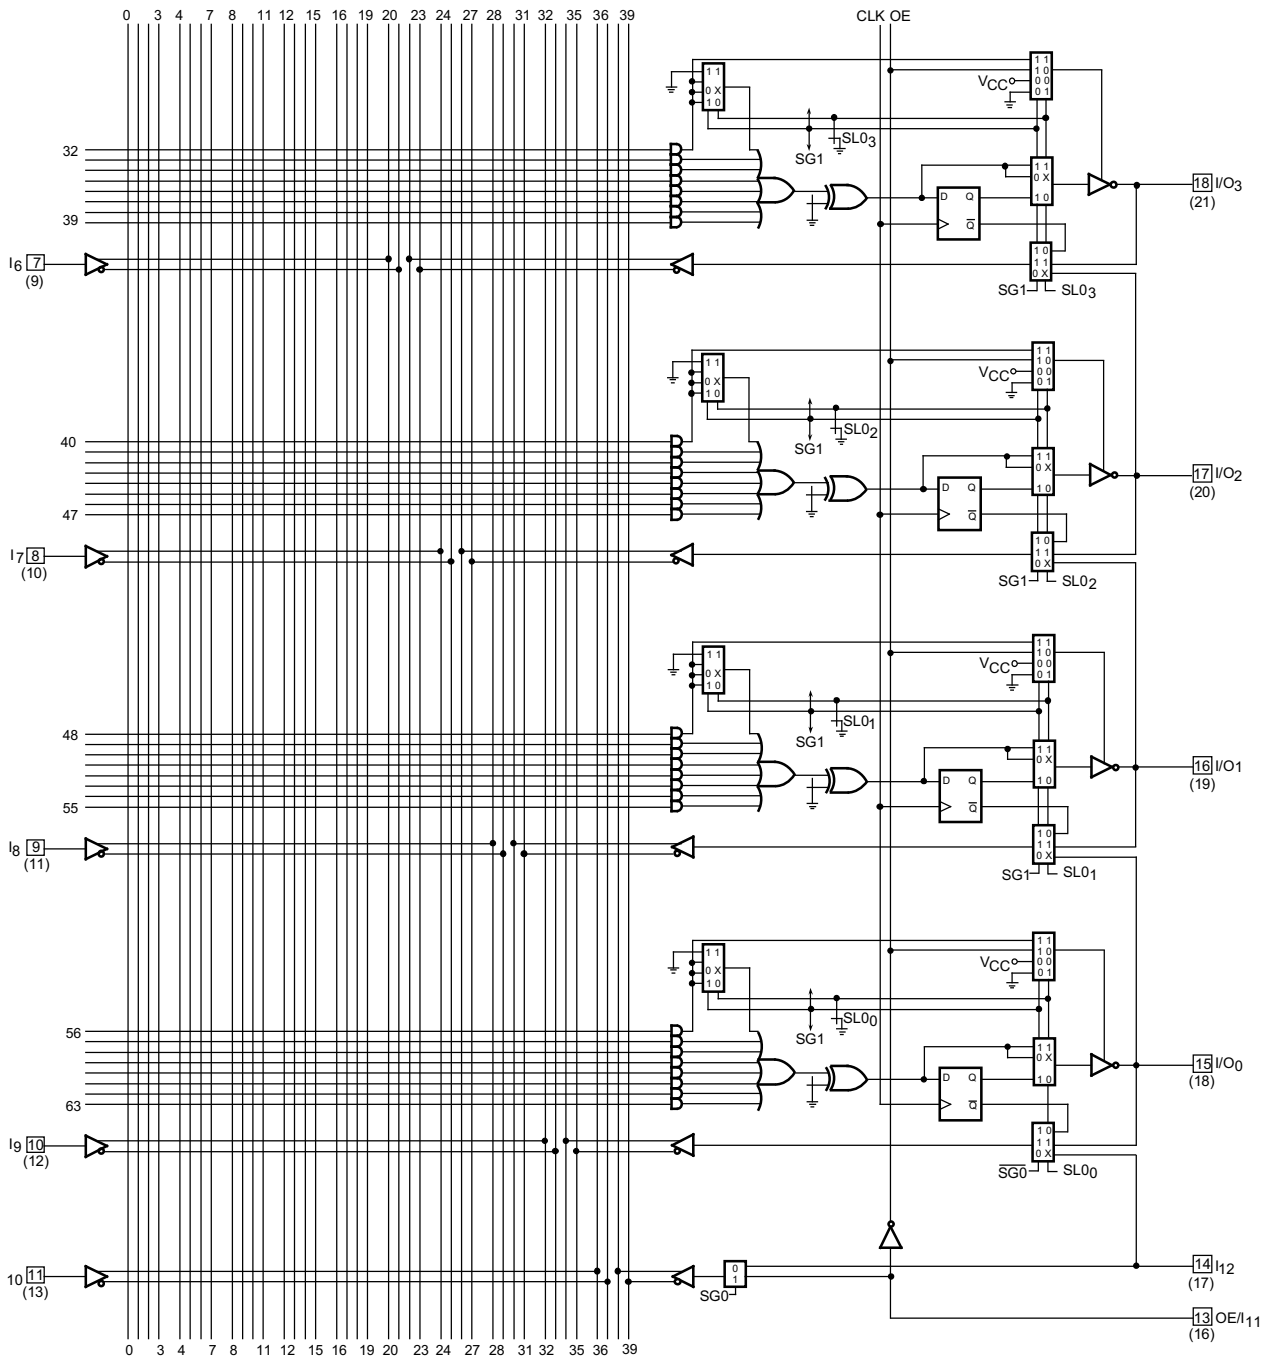 0 3 4 7 8 11 12 15 16 19 20 23 24 27 28 31 32 35 36 39 CLK OE
1 1
1 0
0 0
0 1
VCC
1 1
0 X
1 0
SL03
SG1
32
39
1 1
0 X
1 0
D Q
Q̅
18 I/O3
(21)
1 0
1 1
0 X
I6 7
(9)
SG1 SL03
1 1
1 0
0 0
0 1
VCC
1 1
0 X
1 0
SL02
SG1
40
47
1 1
0 X
1 0
D Q
Q̅
17 I/O2
(20)
1 0
1 1
0 X
I7 8
(10)
SG1 SL02
1 1
1 0
0 0
0 1
VCC
1 1
0 X
1 0
SL01
SG1
48
55
1 1
0 X
1 0
D Q
Q̅
16 I/O1
(19)
1 0
1 1
0 X
I8 9
(11)
SG1 SL01
1 1
1 0
0 0
0 1
VCC
1 1
0 X
1 0
SL00
SG1
56
63
1 1
0 X
1 0
D Q
Q̅
15 I/O0
(18)
1 0
1 1
0 X
I9 10
(12)
S̅G̅0̅ SL00
10 11
(13)
0
1
SG0
14 I12
(17)
13 OE/I11
(16)
0 3 4 7 8 11 12 15 16 19 20 23 24 27 28 31 32 35 36 39